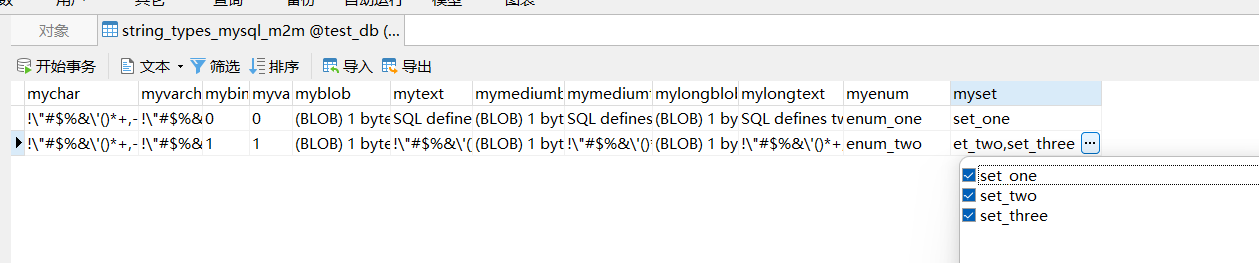 对象 string_types_mysql_m2m @test_db (...
开始事务 文本 筛选 排序 导入 导出
mychar myvarch mybin myva myblob mytext mymediumb mymedium mylongblol mylongtext myenum myset
!\"#$%&\'()*+,- !\"#$%& 0 0 (BLOB) 1 byte SQL define (BLOB) 1 byt SQL defines (BLOB) 1 by SQL defines tv enum_one set_one
!\"#$%&\'()*+,- !\"#$%& 1 1 (BLOB) 1 byte !\"#$%&\'( (BLOB) 1 byt !\"#$%&\'()* (BLOB) 1 by !\"#$%&\'()*+ enum_two et_two,set_three ...
set_one
set_two
set_three